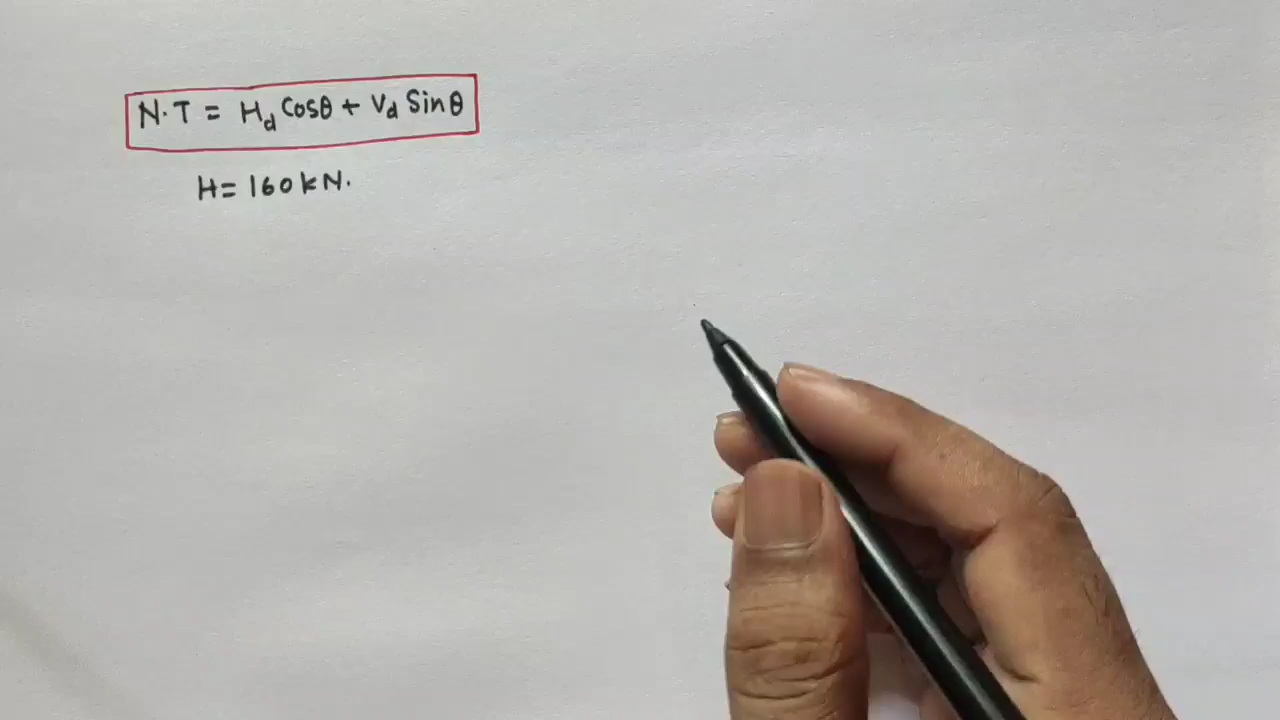 N.T = H_d Cosθ + V_d Sinθ
H = 160 kN.